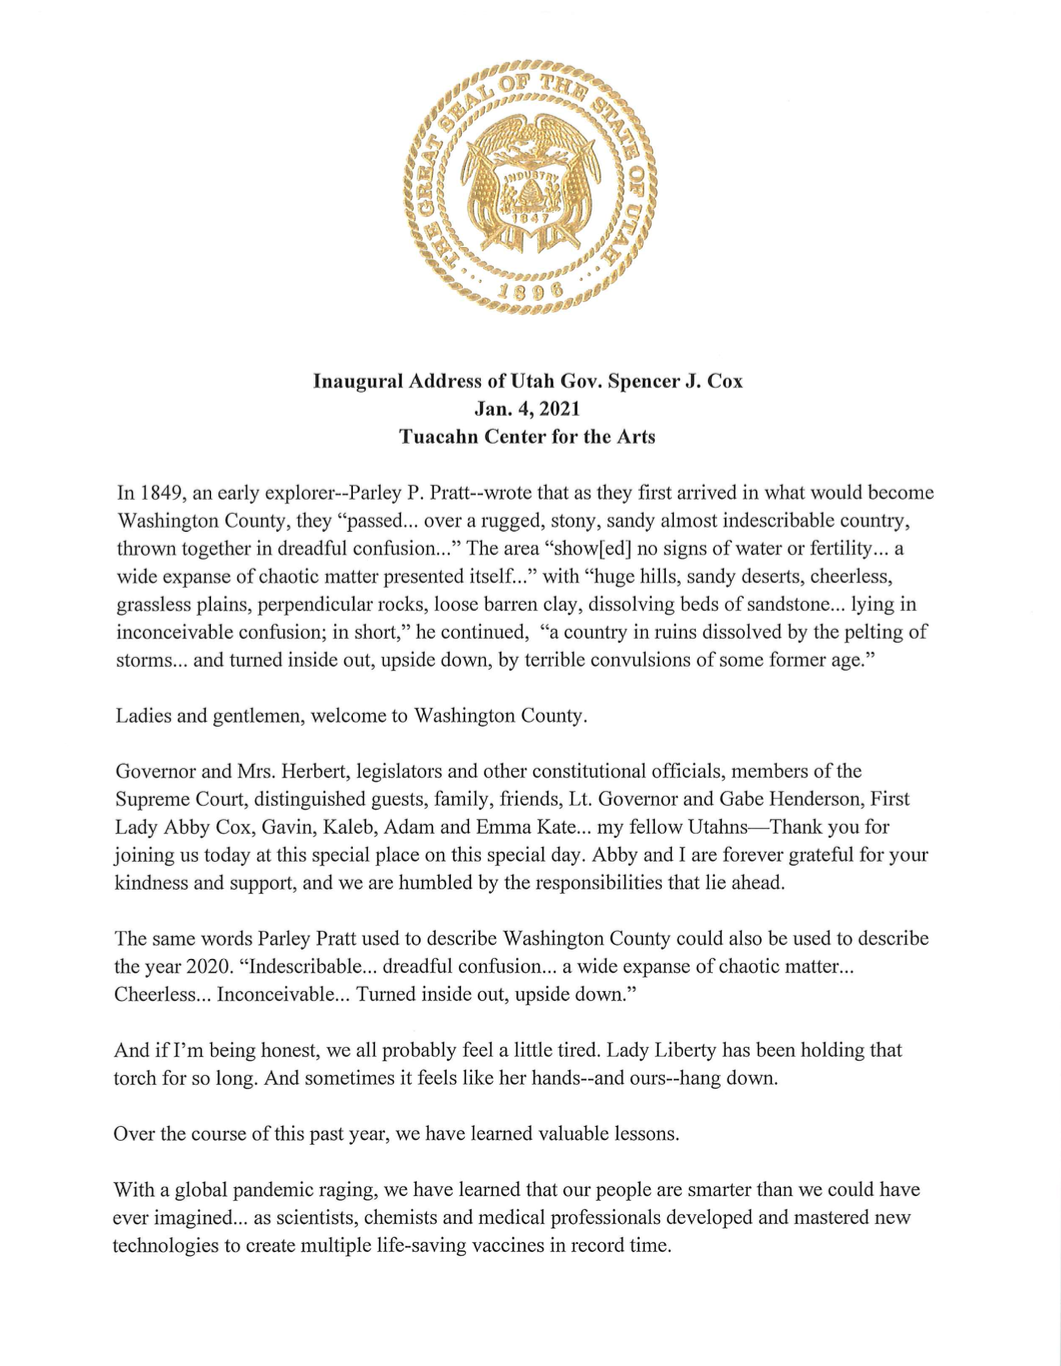 THE GREAT SEAL OF THE STATE OF UTAH
INDUSTRY
1847
1896
Inaugural Address of Utah Gov. Spencer J. Cox
Jan. 4, 2021
Tuacahn Center for the Arts
In 1849, an early explorer--Parley P. Pratt--wrote that as they first arrived in what would become
Washington County, they “passed... over a rugged, stony, sandy almost indescribable country,
thrown together in dreadful confusion...” The area “show[ed] no signs of water or fertility... a
wide expanse of chaotic matter presented itself...” with “huge hills, sandy deserts, cheerless,
grassless plains, perpendicular rocks, loose barren clay, dissolving beds of sandstone... lying in
inconceivable confusion; in short,” he continued, “a country in ruins dissolved by the pelting of
storms... and turned inside out, upside down, by terrible convulsions of some former age.”
Ladies and gentlemen, welcome to Washington County.
Governor and Mrs. Herbert, legislators and other constitutional officials, members of the
Supreme Court, distinguished guests, family, friends, Lt. Governor and Gabe Henderson, First
Lady Abby Cox, Gavin, Kaleb, Adam and Emma Kate... my fellow Utahns—Thank you for
joining us today at this special place on this special day. Abby and I are forever grateful for your
kindness and support, and we are humbled by the responsibilities that lie ahead.
The same words Parley Pratt used to describe Washington County could also be used to describe
the year 2020. “Indescribable... dreadful confusion... a wide expanse of chaotic matter...
Cheerless... Inconceivable... Turned inside out, upside down.”
And if I’m being honest, we all probably feel a little tired. Lady Liberty has been holding that
torch for so long. And sometimes it feels like her hands--and ours--hang down.
Over the course of this past year, we have learned valuable lessons.
With a global pandemic raging, we have learned that our people are smarter than we could have
ever imagined... as scientists, chemists and medical professionals developed and mastered new
technologies to create multiple life-saving vaccines in record time.